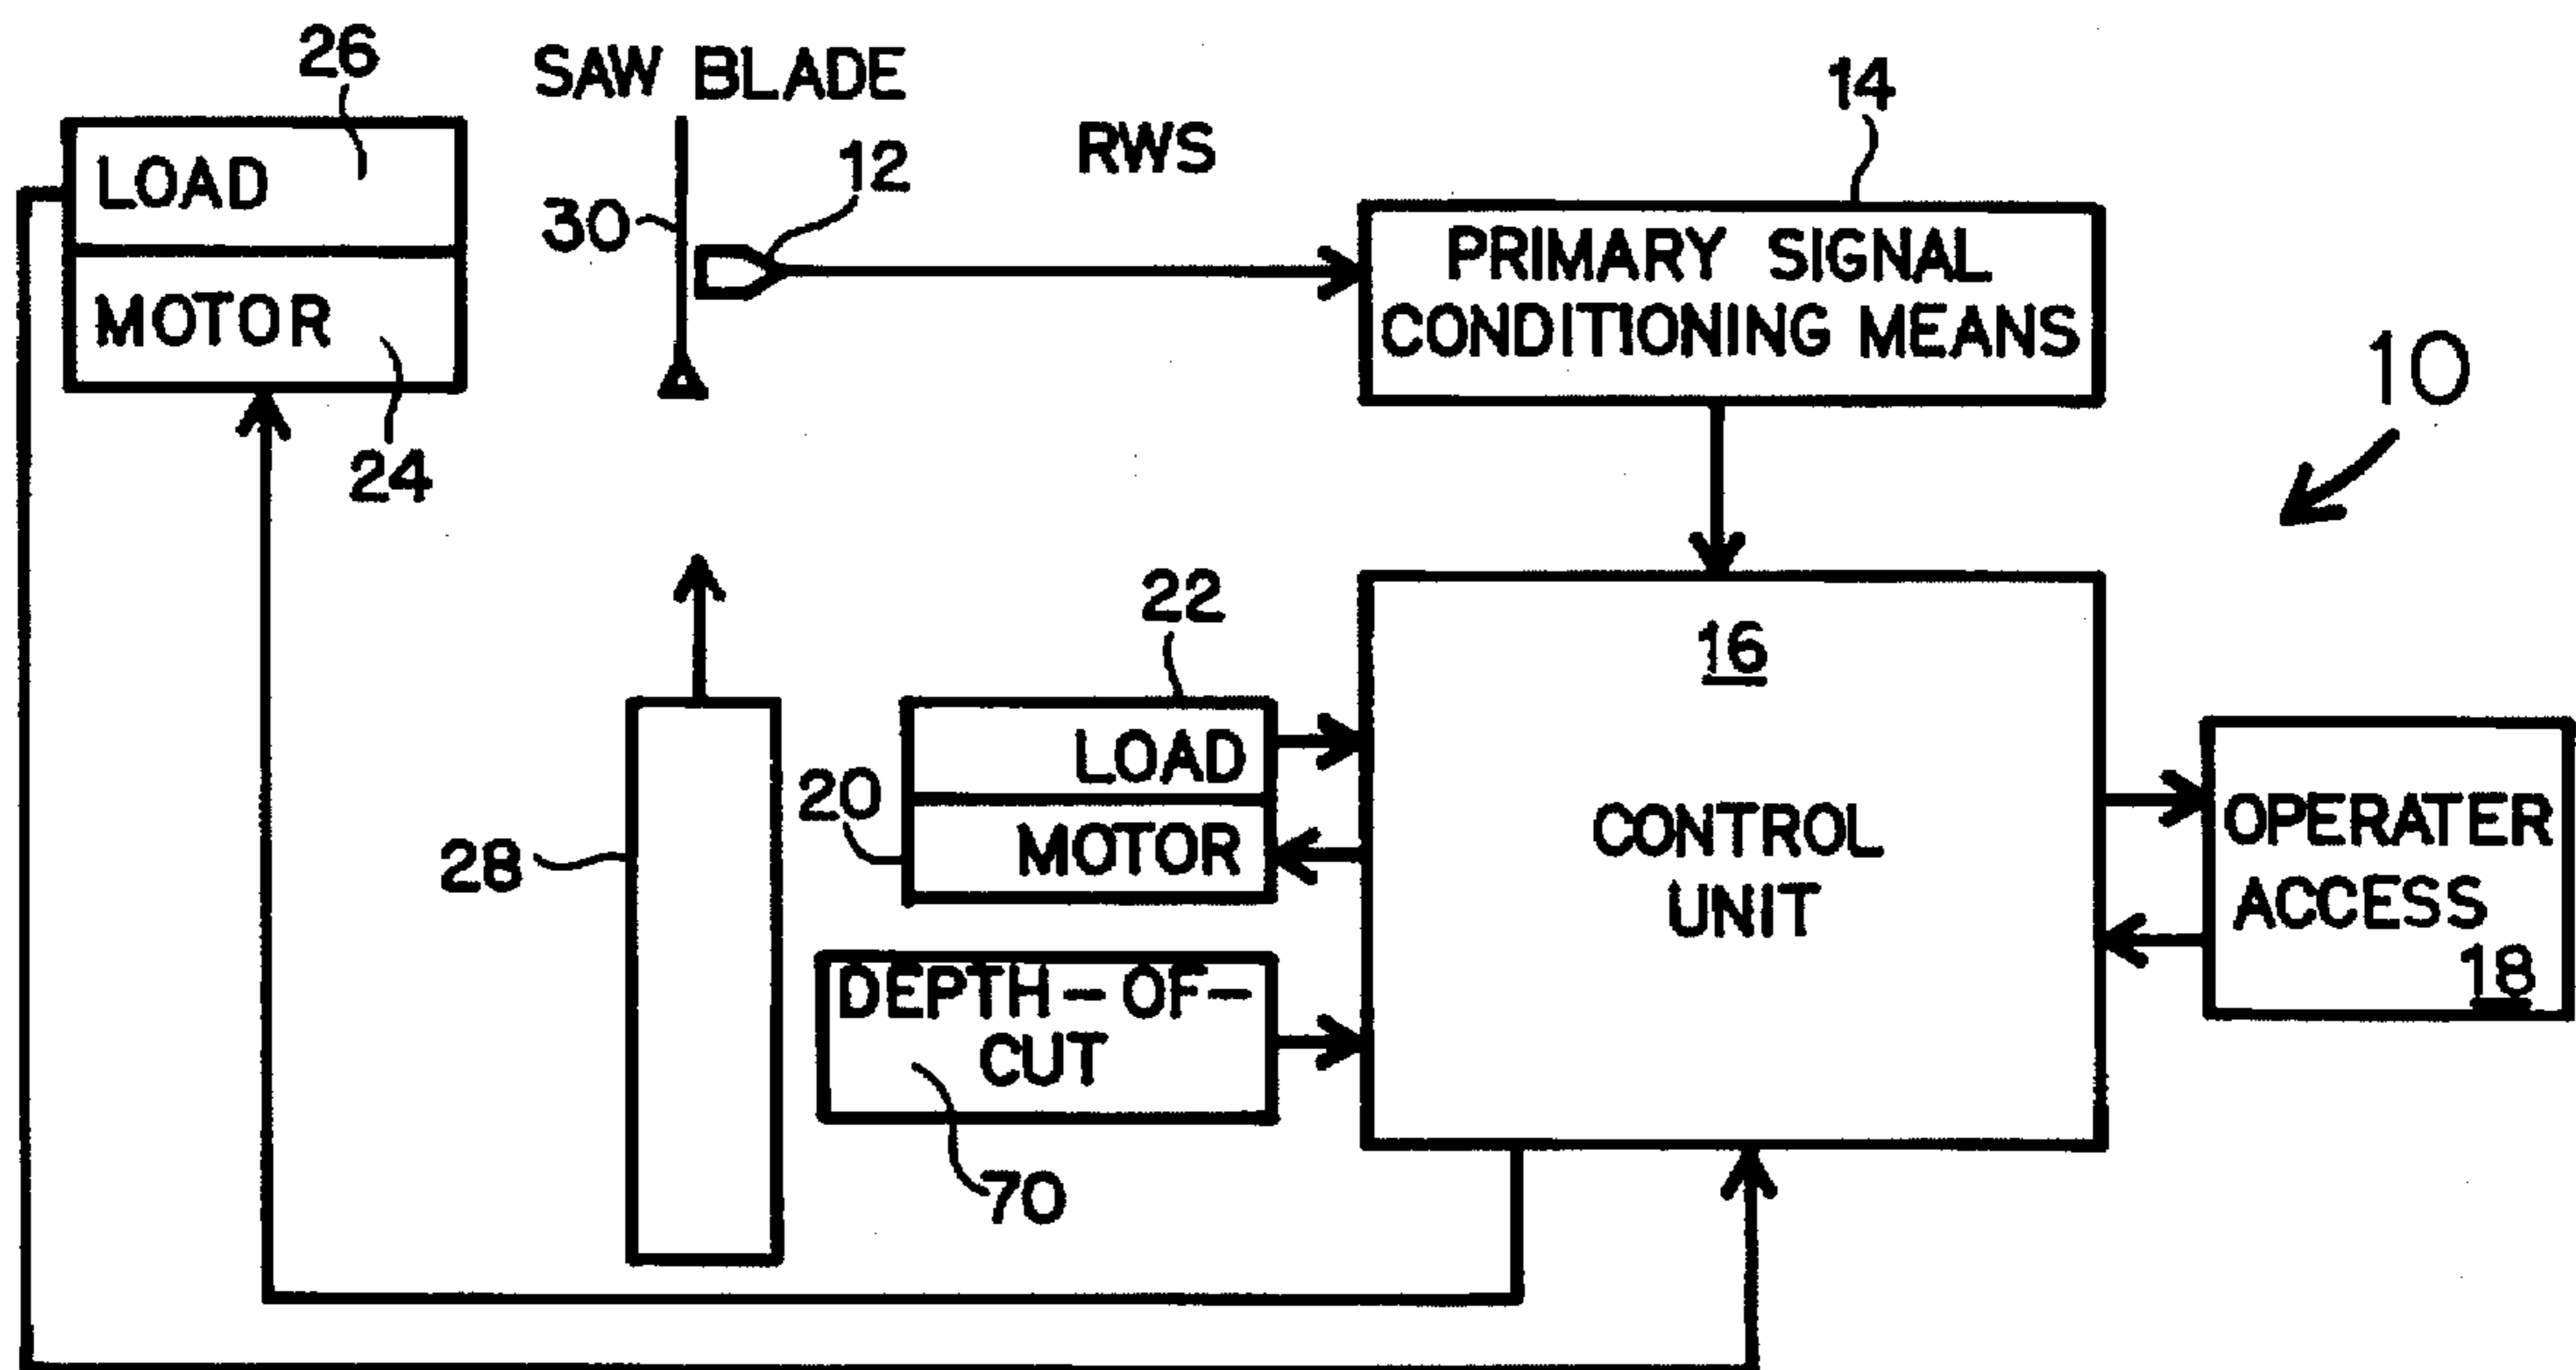 26
SAW BLADE
14
LOAD
12
RWS
30
PRIMARY SIGNAL
CONDITIONING MEANS
MOTOR
10
24
22
16
LOAD
20
MOTOR
CONTROL
UNIT
OPERATER
ACCESS
18
28
DEPTH-OF-
CUT
70